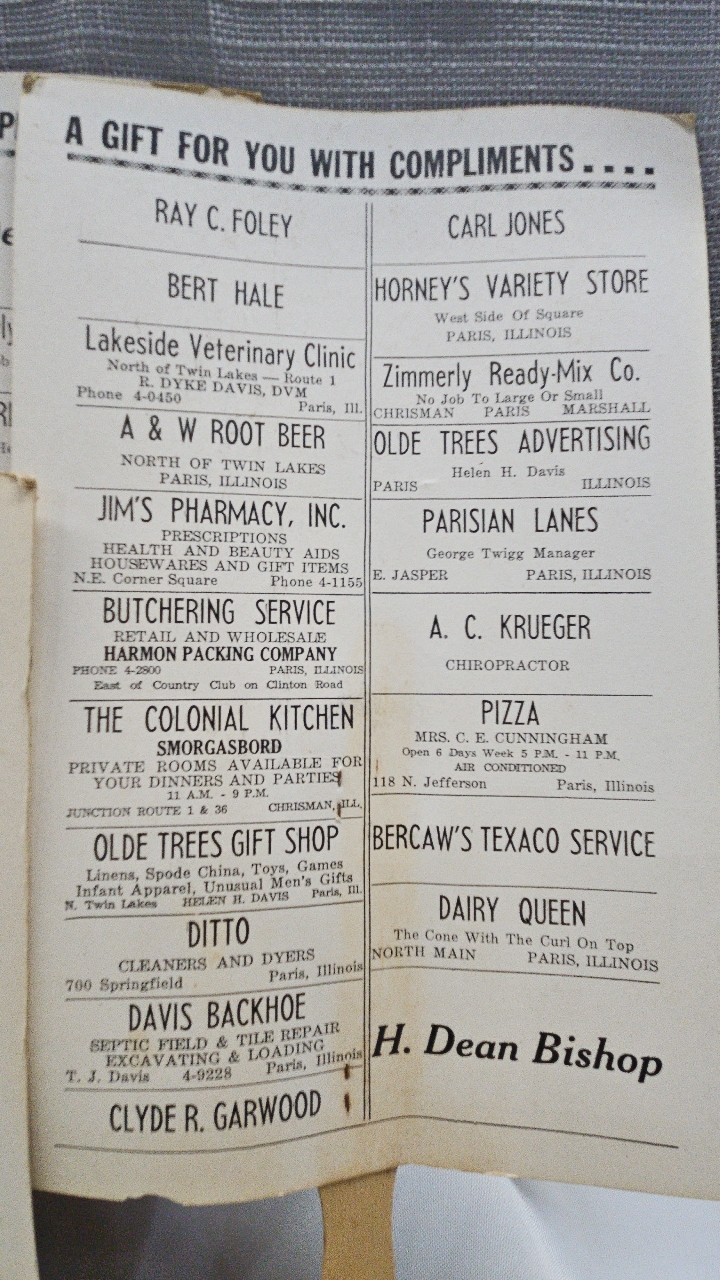 A GIFT FOR YOU WITH COMPLIMENTS....
RAY C. FOLEY
BERT HALE
Lakeside Veterinary Clinic
North of Twin Lakes — Route 1
R. DYKE DAVIS, DVM
Phone 4-0450 Paris, Ill.
A & W ROOT BEER
NORTH OF TWIN LAKES
PARIS, ILLINOIS
JIM'S PHARMACY, INC.
PRESCRIPTIONS
HEALTH AND BEAUTY AIDS
HOUSEWARES AND GIFT ITEMS
N.E. Corner Square Phone 4-1155
BUTCHERING SERVICE
RETAIL AND WHOLESALE
HARMON PACKING COMPANY
PHONE 4-2800 PARIS, ILLINOIS
East of Country Club on Clinton Road
THE COLONIAL KITCHEN
SMORGASBORD
PRIVATE ROOMS AVAILABLE FOR
YOUR DINNERS AND PARTIES
11 A.M. - 9 P.M.
JUNCTION ROUTE 1 & 36 CHRISMAN, ILL.
OLDE TREES GIFT SHOP
Linens, Spode China, Toys, Games
Infant Apparel, Unusual Men's Gifts
N. Twin Lakes HELEN H. DAVIS Paris, Ill.
DITTO
CLEANERS AND DYERS
700 Springfield Paris, Illinois
DAVIS BACKHOE
SEPTIC FIELD & TILE REPAIR
EXCAVATING & LOADING
T. J. Davis 4-9228 Paris, Illinois
CLYDE R. GARWOOD
CARL JONES
HORNEY'S VARIETY STORE
West Side Of Square
PARIS, ILLINOIS
Zimmerly Ready-Mix Co.
No Job To Large Or Small
CHRISMAN PARIS MARSHALL
OLDE TREES ADVERTISING
Helen H. Davis
PARIS ILLINOIS
PARISIAN LANES
George Twigg Manager
E. JASPER PARIS, ILLINOIS
A. C. KRUEGER
CHIROPRACTOR
PIZZA
MRS. C. E. CUNNINGHAM
Open 6 Days Week 5 P.M. - 11 P.M.
AIR CONDITIONED
118 N. Jefferson Paris, Illinois
BERCAW'S TEXACO SERVICE
DAIRY QUEEN
The Cone With The Curl On Top
NORTH MAIN PARIS, ILLINOIS
H. Dean Bishop